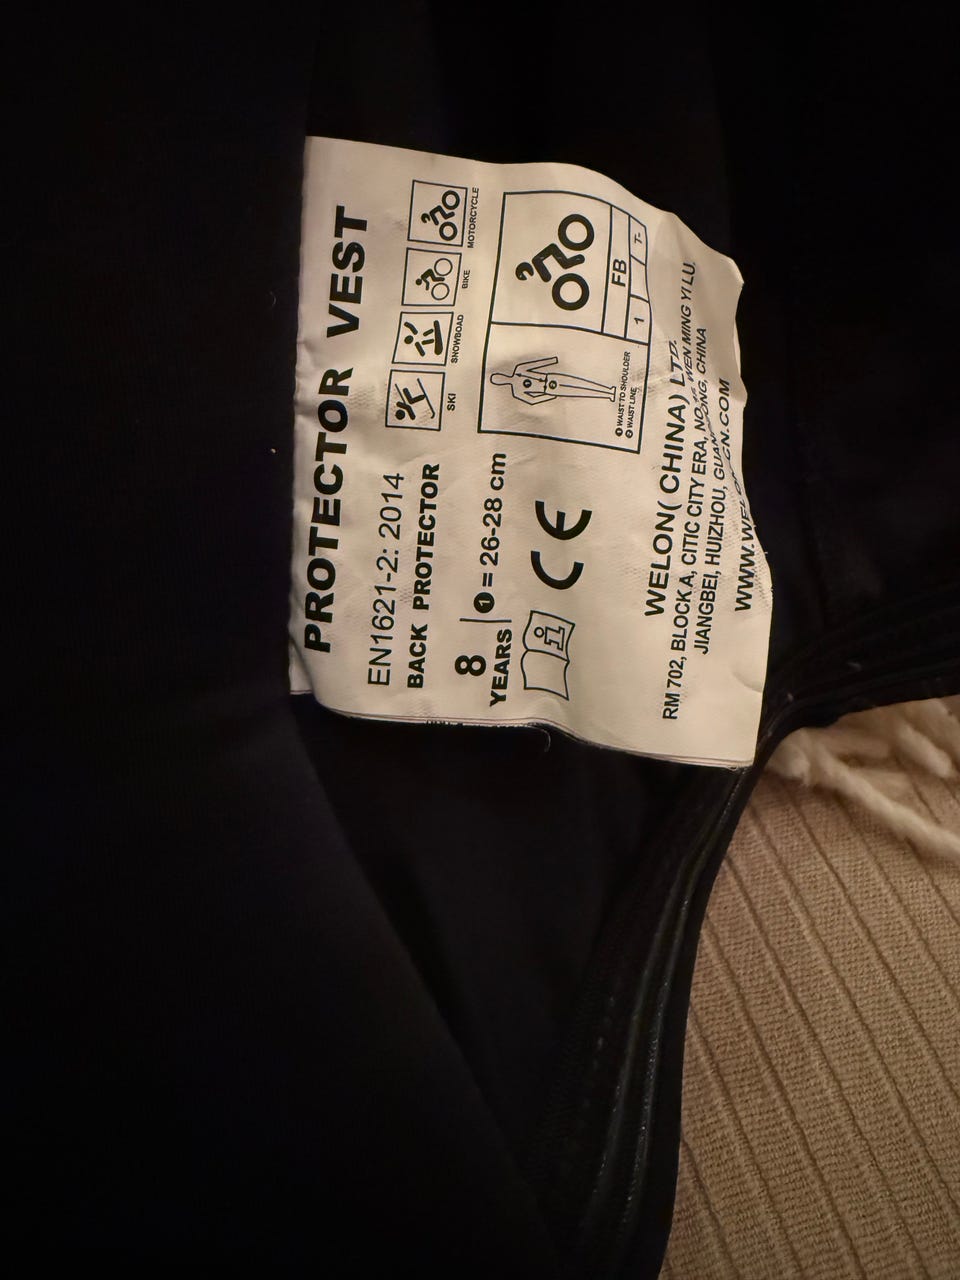 PROTECTOR VEST
EN1621-2: 2014
BACK PROTECTOR
SKI
SNOWBOAD
BIKE
MOTORCYCLE
8
YEARS
1 = 26-28 cm
FB
1
T-
1 WAIST TO SHOULDER
2 WAIST LINE
CE
WELON( CHINA) LTD.
RM 702, BLOCK A, CITIC CITY ERA, WEN MING YI LU.
JIANGBEI, HUIZHOU, CHINA